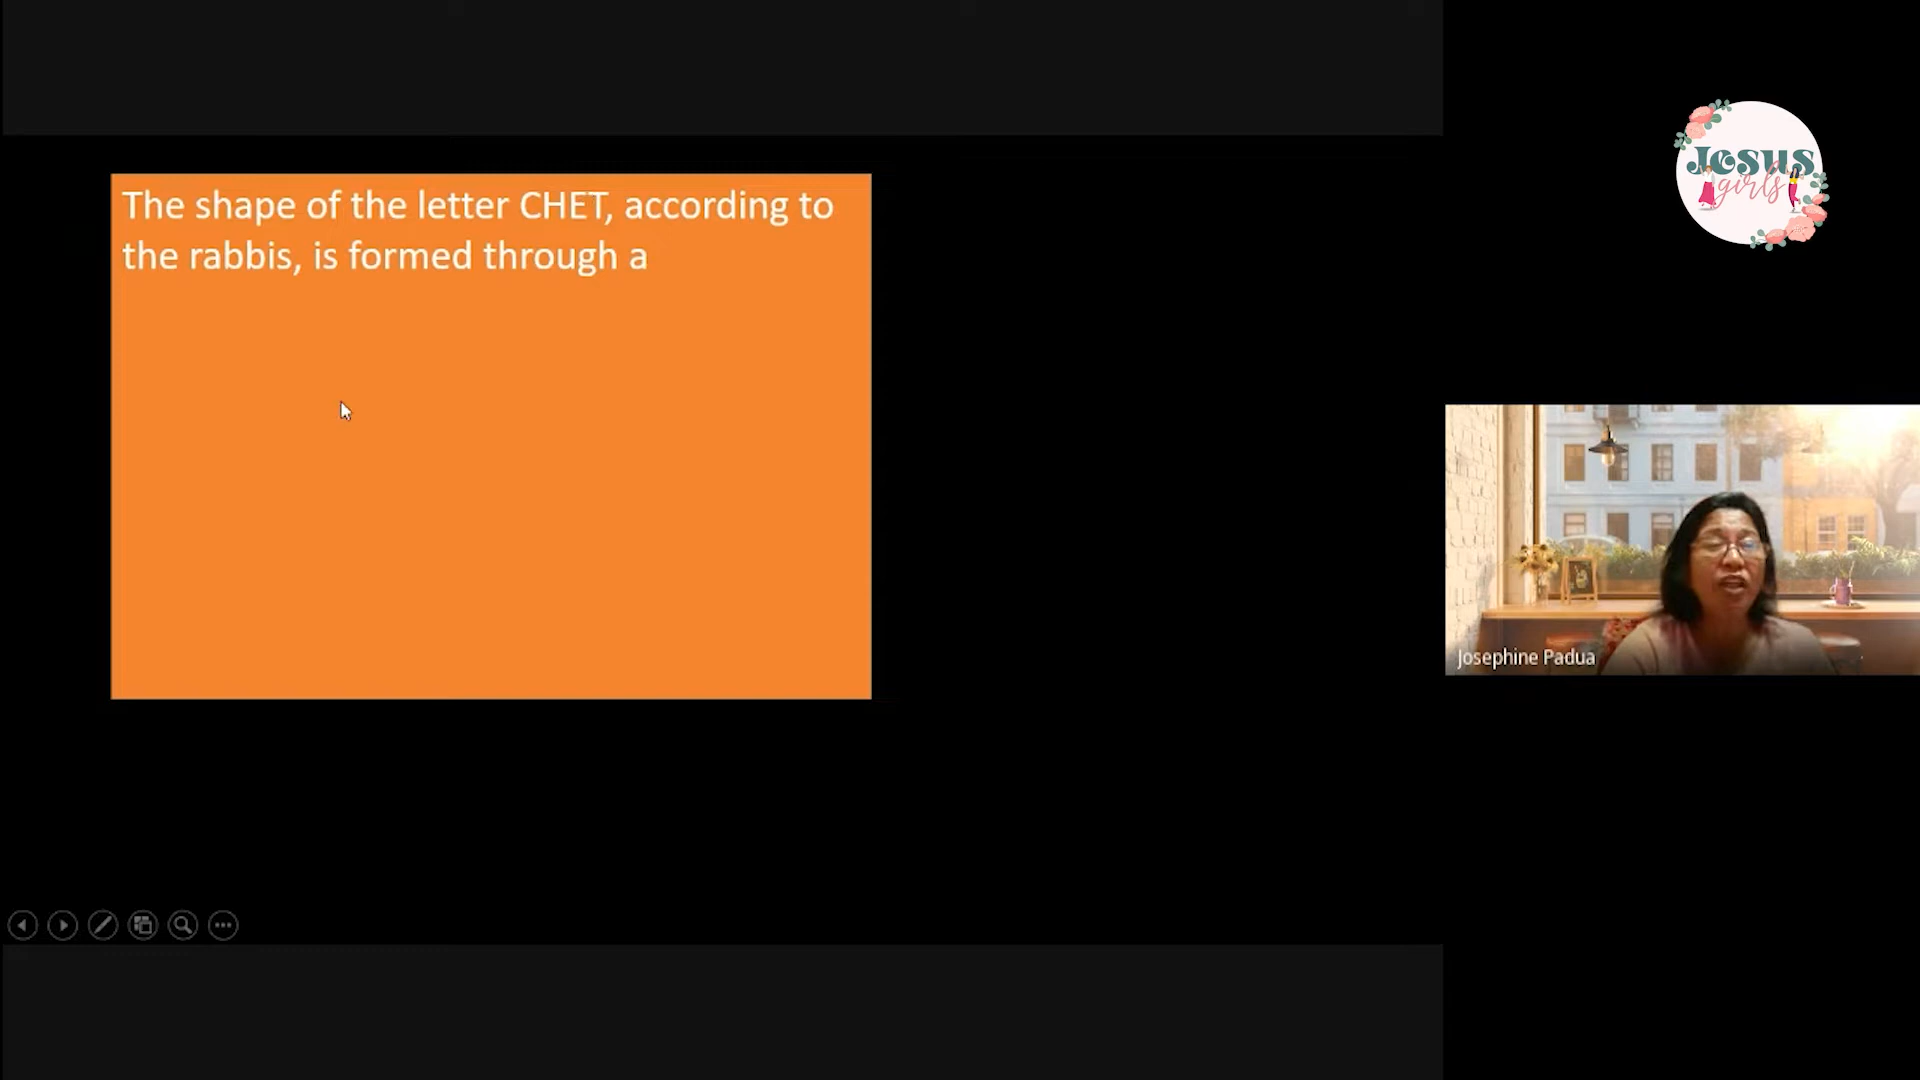 The shape of the letter CHET, according to
the rabbis, is formed through a
Jesus
girls
Josephine Padua